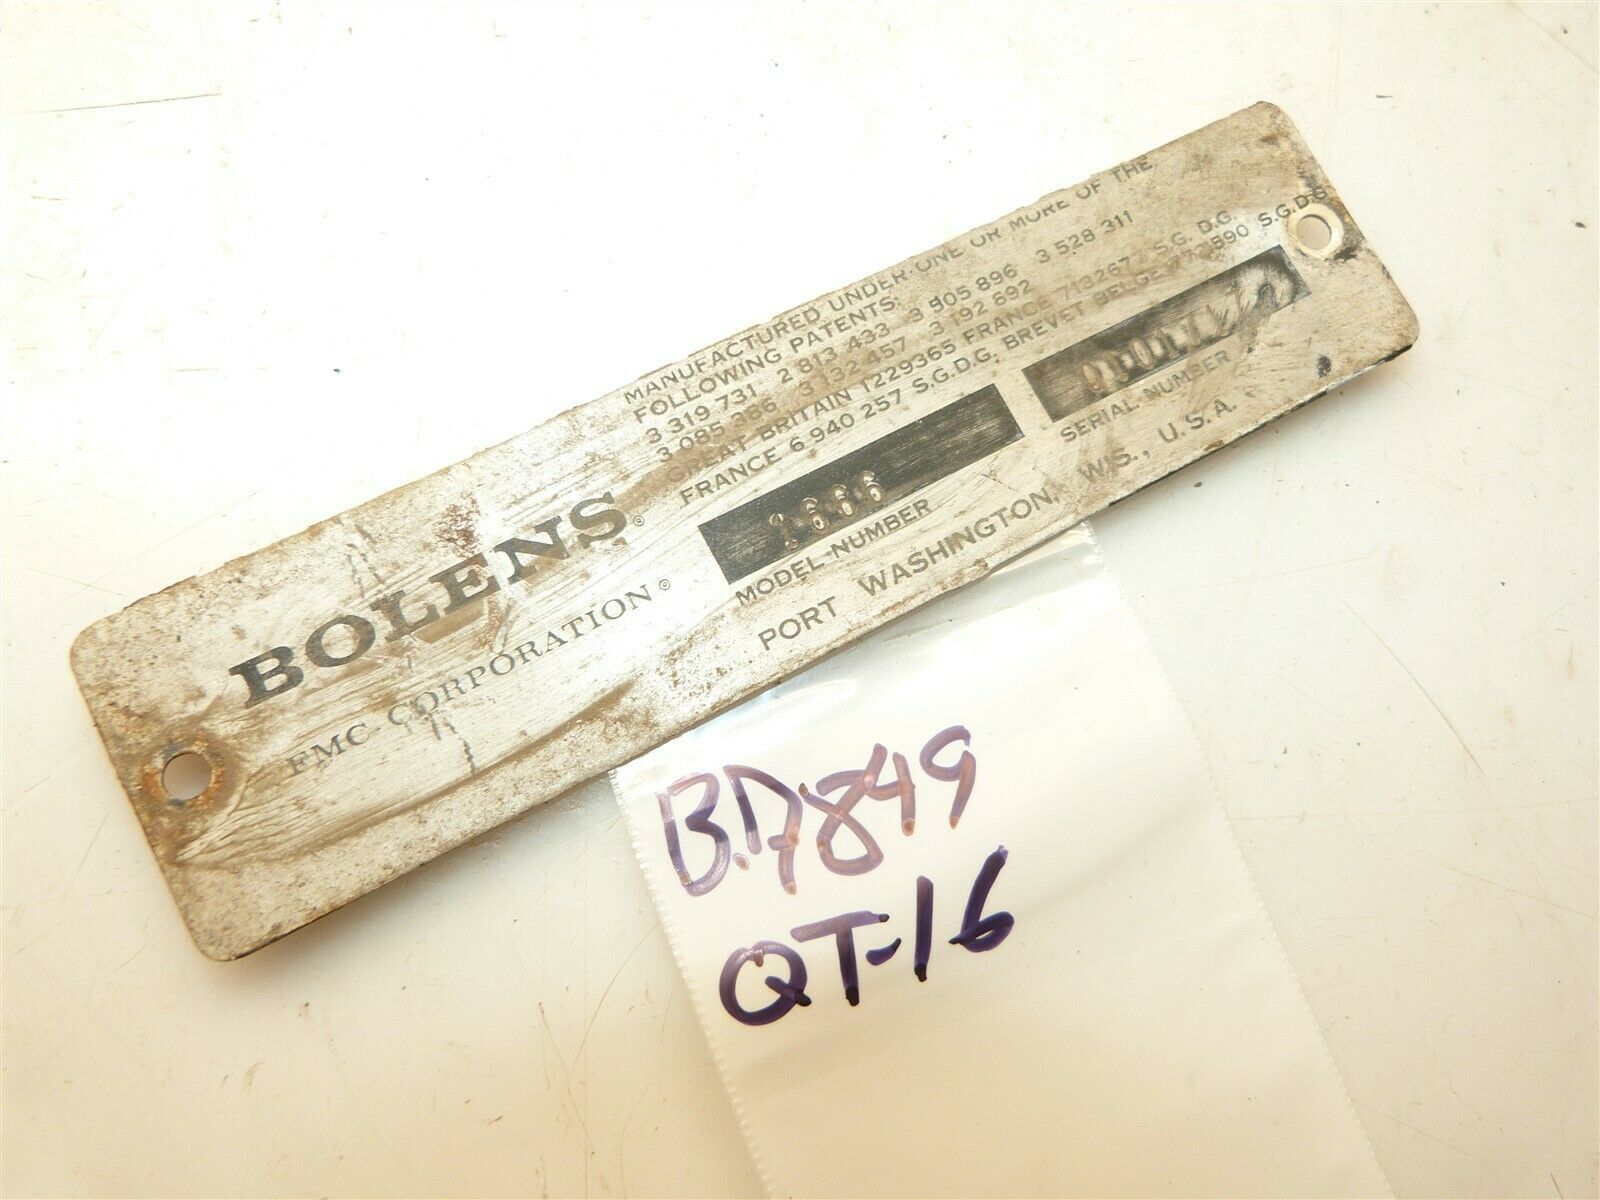 MANUFACTURED UNDER ONE OR MORE OF THE
FOLLOWING PATENTS:
3 319 731 2 813 433 3 905 896 3 528 311
3 085 386 3 132 457 3 192 692
GREAT BRITAIN 1229365 FRANCE S.G. D.G.
FRANCE 6 940 257 S.G.D.G. BREVET BELGE S.G.D.G.
BOLENS®
FMC CORPORATION®
1666
MODEL NUMBER
SERIAL NUMBER
PORT WASHINGTON, WIS., U.S.A.
B.D7849
QT-16